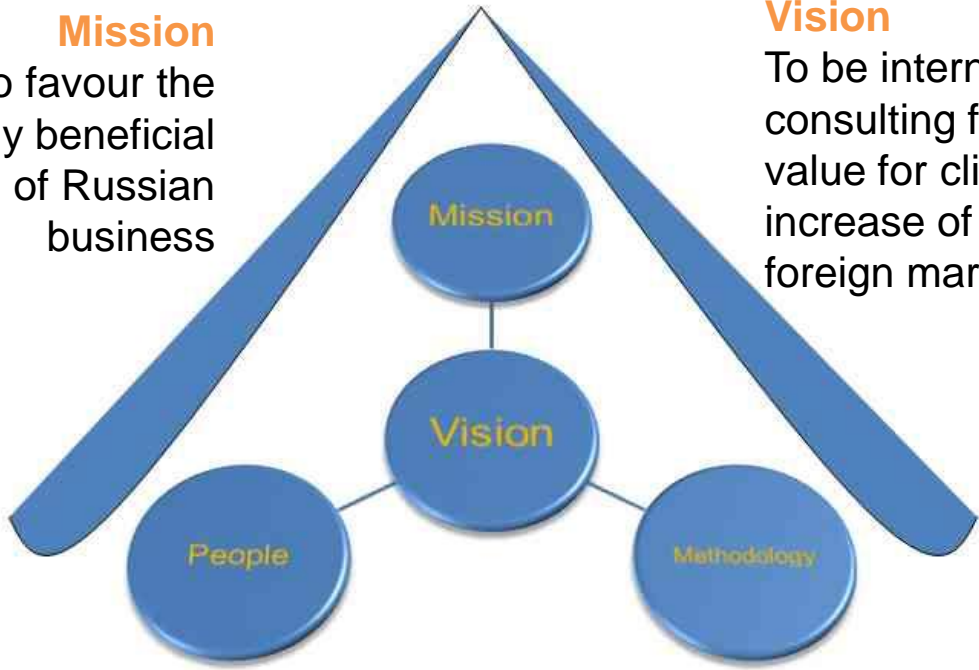 Mission
o favour the
y beneficial
of Russian
business
Vision
To be intern
consulting f
value for cli
increase of
foreign mar
Mission
Vision
People
Methodology